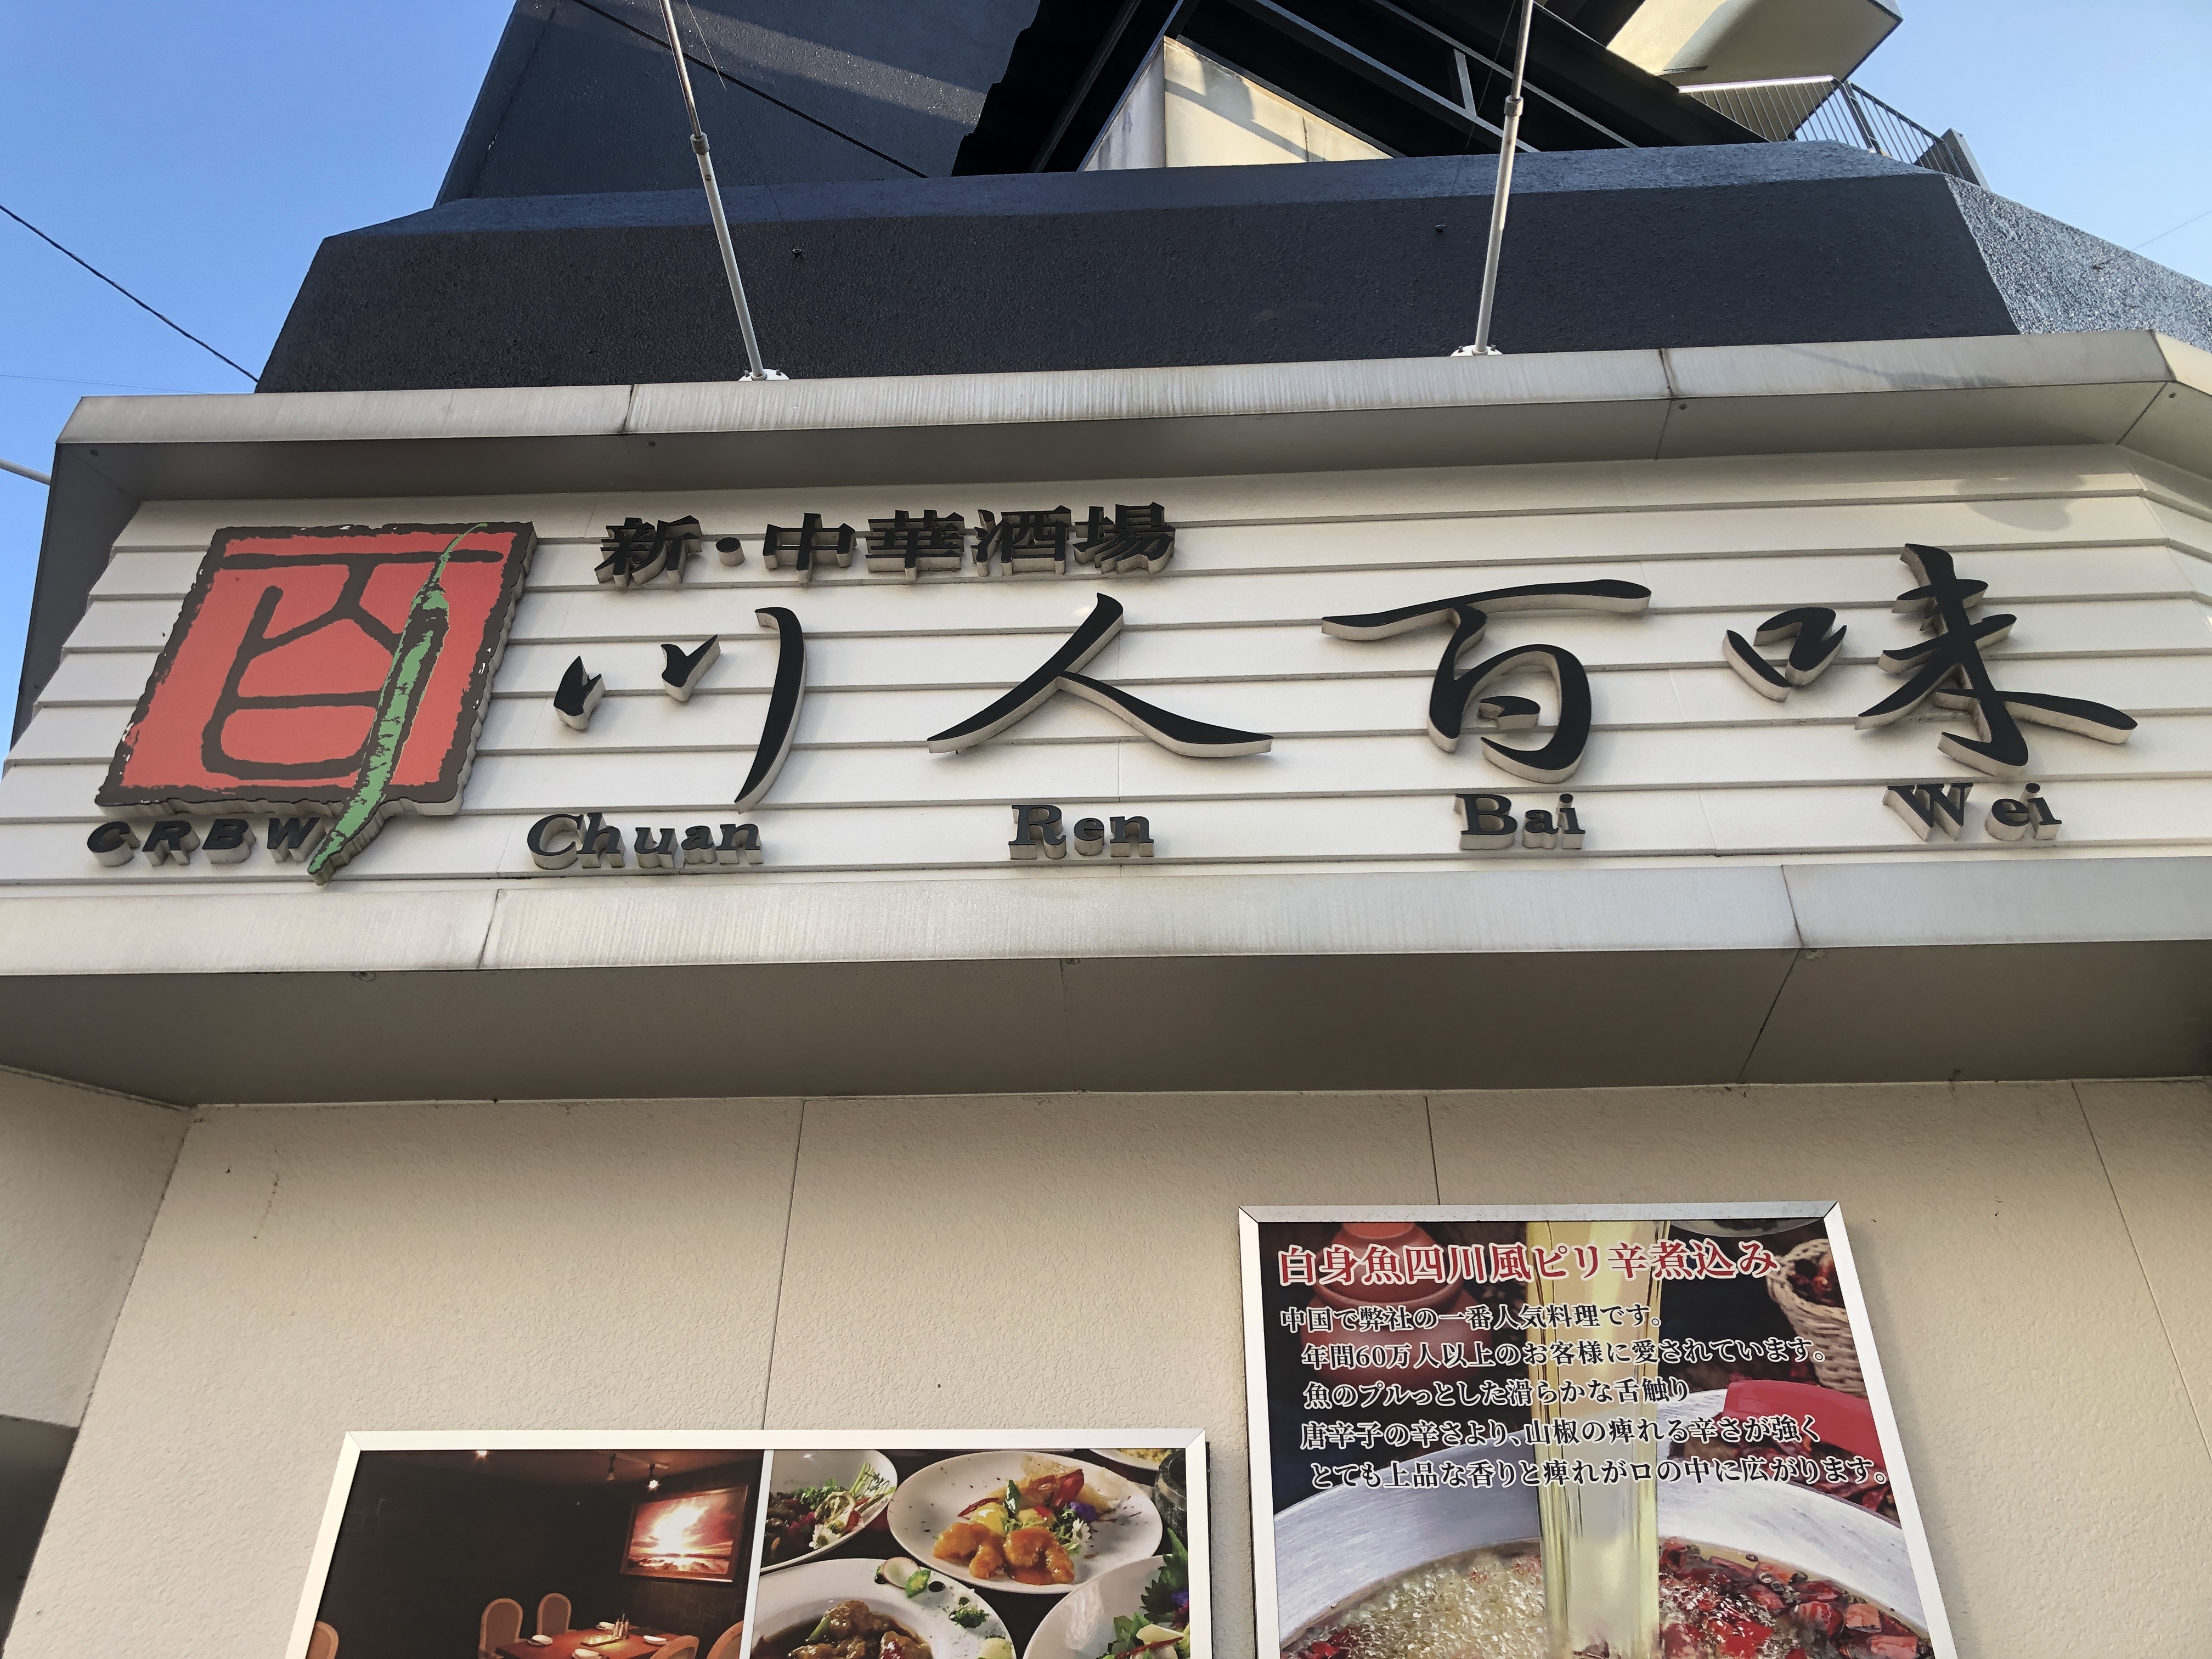 新・中華酒場
川人百味
CRBW Chuan Ren Bai Wei
白身魚四川風ピリ辛煮込み
中国で弊社の一番人気料理です。
年間60万人以上のお客様に愛されています。
魚のプルっとした滑らかな舌触り
唐辛子の辛さより、山椒の痺れる辛さが強く
とても上品な香りと痺れが口の中に広がります。